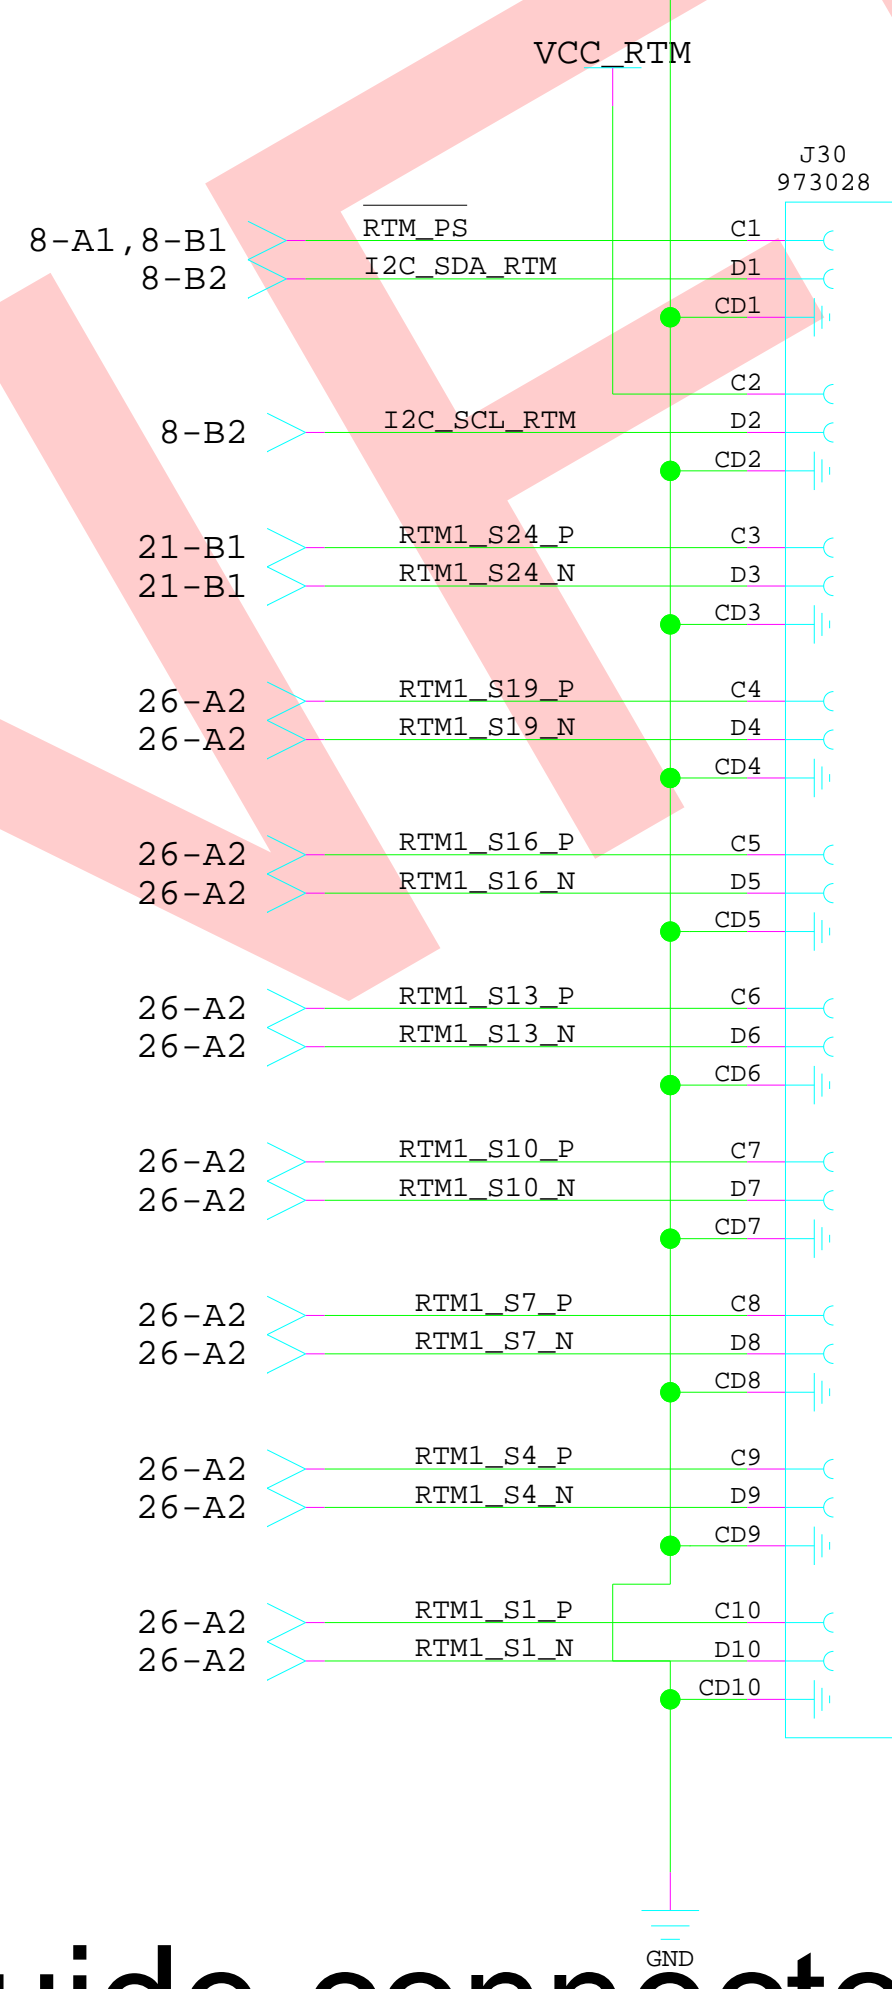 VCC_RTM
J30
973028
8-A1,8-B1 RTM_PS C1
8-B2 I2C_SDA_RTM D1
CD1
C2
8-B2 I2C_SCL_RTM D2
CD2
21-B1 RTM1_S24_P C3
21-B1 RTM1_S24_N D3
CD3
26-A2 RTM1_S19_P C4
26-A2 RTM1_S19_N D4
CD4
26-A2 RTM1_S16_P C5
26-A2 RTM1_S16_N D5
CD5
26-A2 RTM1_S13_P C6
26-A2 RTM1_S13_N D6
CD6
26-A2 RTM1_S10_P C7
26-A2 RTM1_S10_N D7
CD7
26-A2 RTM1_S7_P C8
26-A2 RTM1_S7_N D8
CD8
26-A2 RTM1_S4_P C9
26-A2 RTM1_S4_N D9
CD9
26-A2 RTM1_S1_P C10
26-A2 RTM1_S1_N D10
CD10
GND